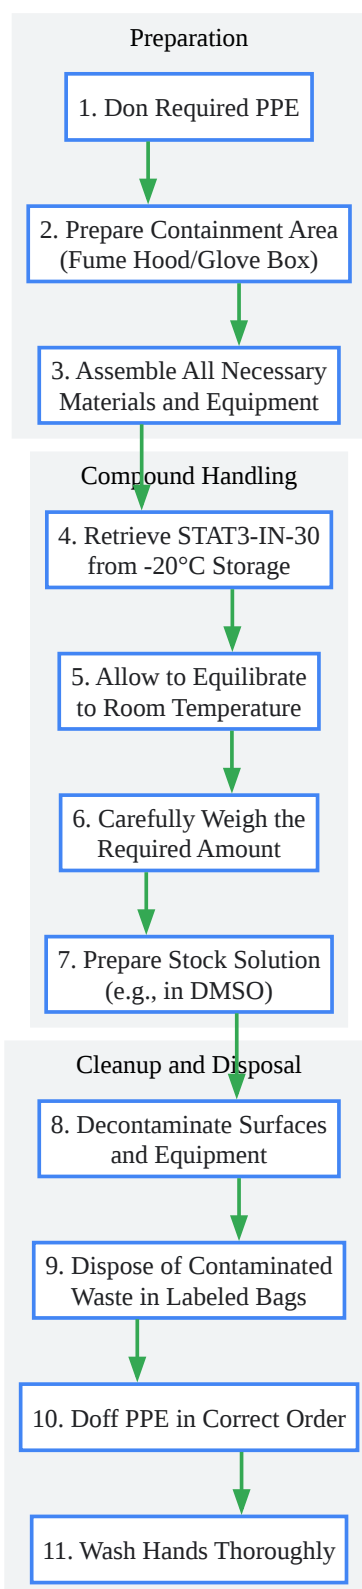 Preparation
1. Don Required PPE
2. Prepare Containment Area
(Fume Hood/Glove Box)
3. Assemble All Necessary
Materials and Equipment
Compound Handling
4. Retrieve STAT3-IN-30
from -20°C Storage
5. Allow to Equilibrate
to Room Temperature
6. Carefully Weigh the
Required Amount
7. Prepare Stock Solution
(e.g., in DMSO)
Cleanup and Disposal
8. Decontaminate Surfaces
and Equipment
9. Dispose of Contaminated
Waste in Labeled Bags
10. Doff PPE in Correct Order
11. Wash Hands Thoroughly